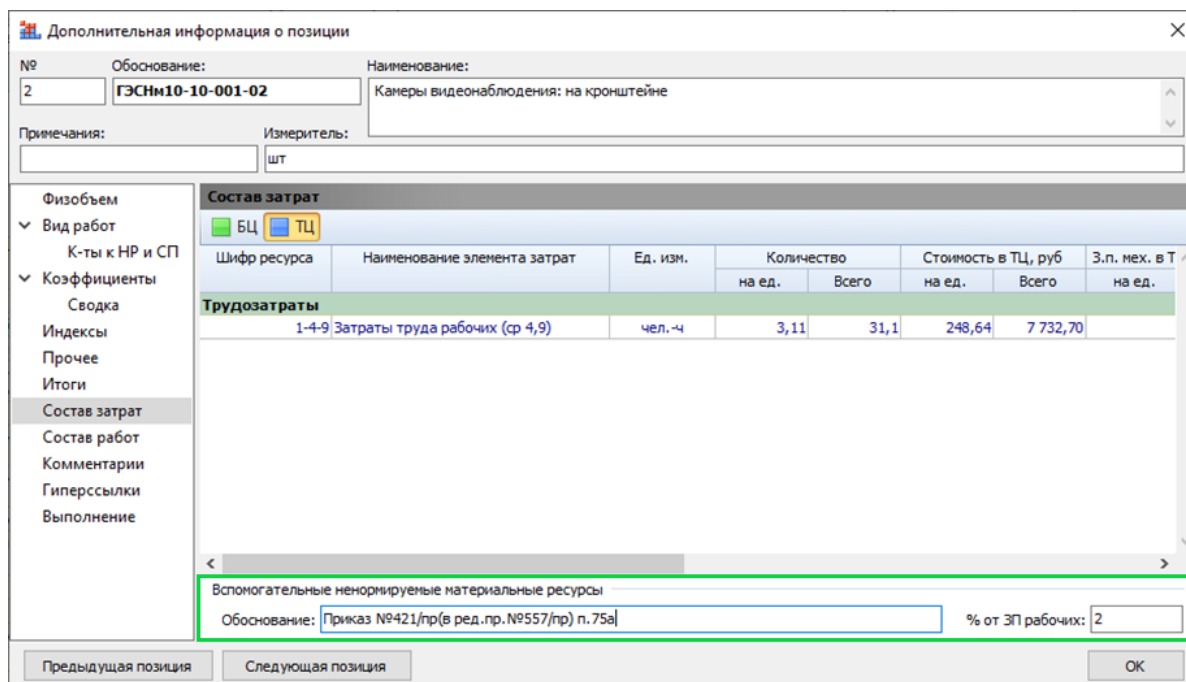 Дополнительная информация о позиции
№ Обоснование: Наименование:
2 ГЭСНм10-10-001-02 Камеры видеонаблюдения: на кронштейне
Примечания: Измеритель:
шт
Физобъем
Вид работ
К-ты к НР и СП
Коэффициенты
Сводка
Индексы
Прочее
Итоги
Состав затрат
Состав работ
Комментарии
Гиперссылки
Выполнение
Состав затрат
БЦ ТЦ
Шифр ресурса Наименование элемента затрат Ед. изм. Количество Стоимость в ТЦ, руб З.п. мех. в Т
на ед. Всего на ед. Всего на ед.
Трудозатраты
1-4-9 Затраты труда рабочих (ср 4,9) чел.-ч 3,11 31,1 248,64 7 732,70
Вспомогательные ненормируемые материальные ресурсы
Обоснование: Приказ №421/пр(в ред.пр.№557/пр) п.75а % от ЗП рабочих: 2
Предыдущая позиция Следующая позиция ОК